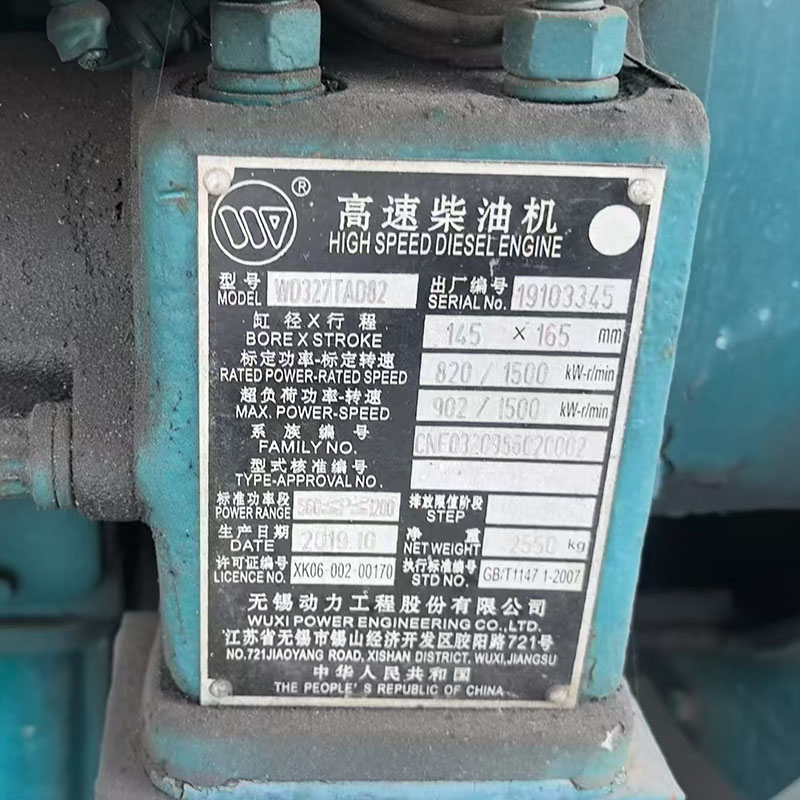 ®
高速柴油机
HIGH SPEED DIESEL ENGINE
型号 MODEL WD327TAD82 出厂编号 SERIAL No. 19103345
缸径X行程
BORE X STROKE 145 × 165 mm
标定功率-标定转速
RATED POWER-RATED SPEED 820 / 1500 kW-r/min
超负荷功率-转速
MAX. POWER-SPEED 902 / 1500 kW-r/min
系族编号
FAMILY NO.
型式核准编号
TYPE-APPROVAL NO.
标准功率段 POWER RANGE 560≤P≤1200 排放限值阶段 STEP
生产日期 DATE 2019.10 净重 NET WEIGHT 2550 kg
许可证编号 LICENCE NO. XK06-002-00170 执行标准编号 STD NO. GB/T1147 1-2007
无锡动力工程股份有限公司
WUXI POWER ENGINEERING CO.,LTD.
江苏省无锡市锡山经济开发区胶阳路721号
NO.721JIAOYANG ROAD, XISHAN DISTRICT, WUXI,JIANGSU
中华人民共和国
THE PEOPLE'S REPUBLIC OF CHINA